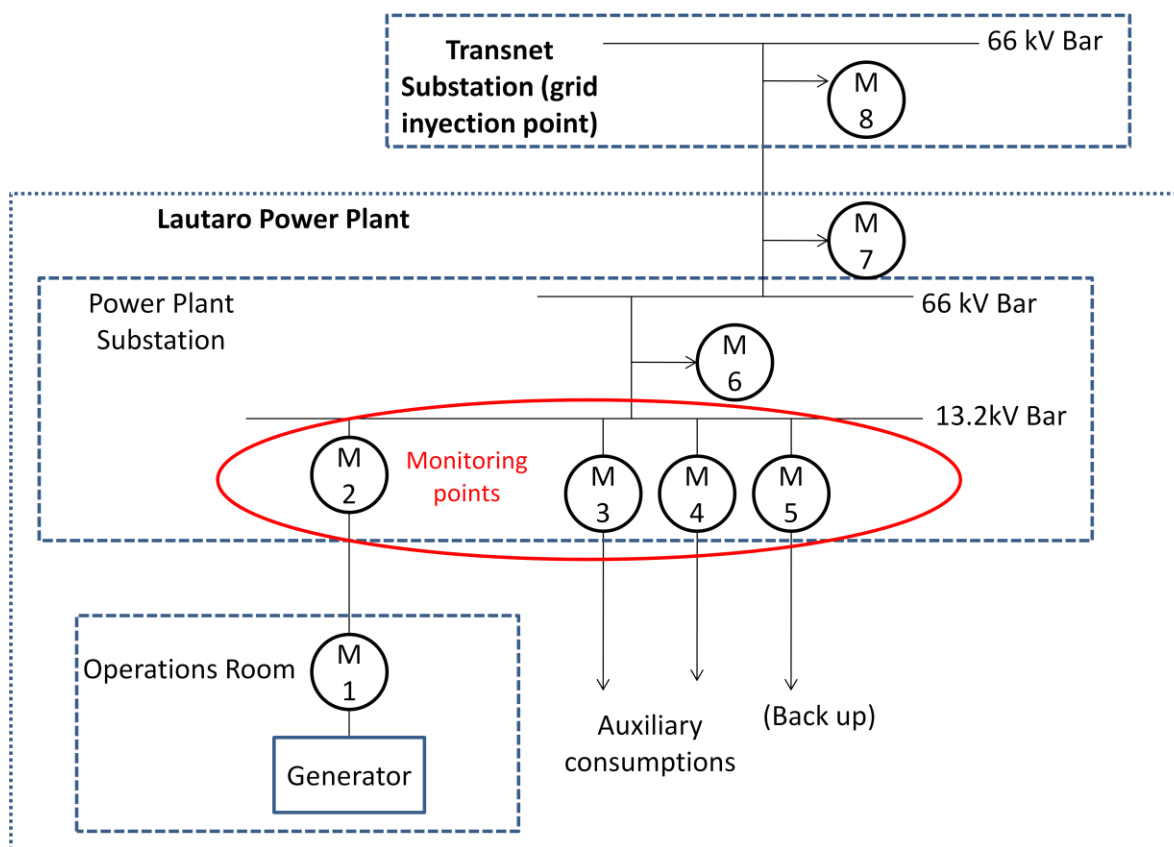 Transnet
Substation (grid
inyection point)
66 kV Bar
M
8
Lautaro Power Plant
M
7
Power Plant
Substation
66 kV Bar
M
6
13.2kV Bar
M
2
Monitoring
points
M
3
M
4
M
5
Operations Room
M
1
Generator
Auxiliary
consumptions
(Back up)